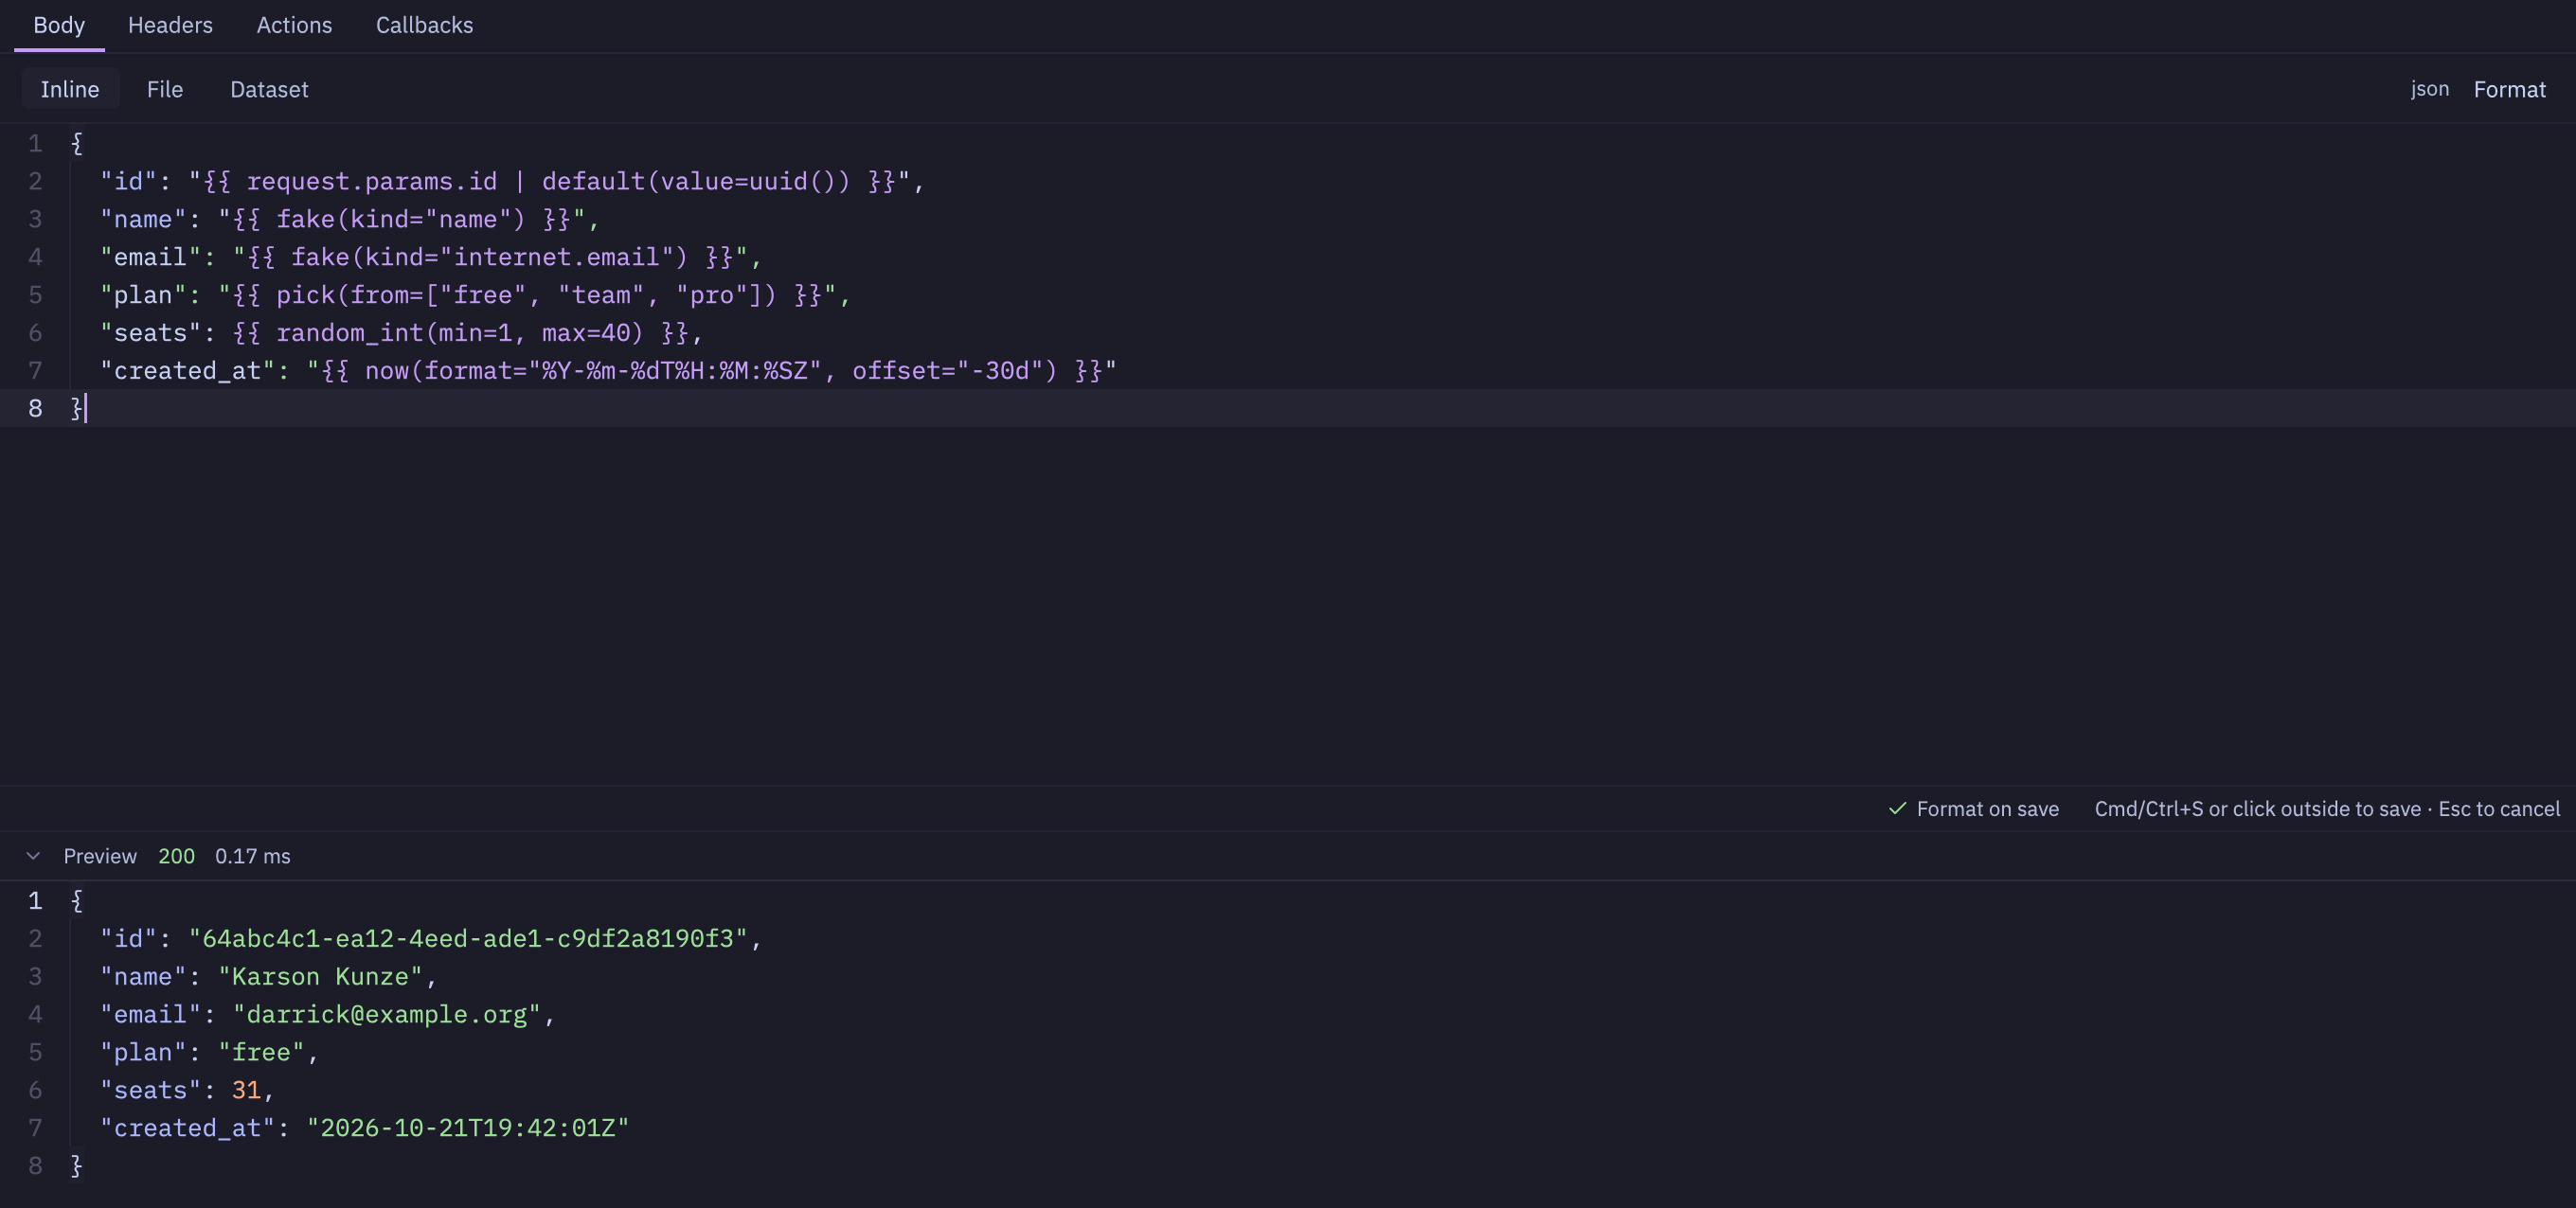 Body Headers Actions Callbacks
Inline File Dataset json Format
1 {
2   "id": "{{ request.params.id | default(value=uuid()) }}",
3   "name": "{{ fake(kind="name") }}",
4   "email": "{{ fake(kind="internet.email") }}",
5   "plan": "{{ pick(from=["free", "team", "pro"]) }}",
6   "seats": {{ random_int(min=1, max=40) }},
7   "created_at": "{{ now(format="%Y-%m-%dT%H:%M:%SZ", offset="-30d") }}"
8 }
Format on save Cmd/Ctrl+S or click outside to save · Esc to cancel
Preview 200 0.17 ms
1 {
2   "id": "64abc4c1-ea12-4eed-ade1-c9df2a8190f3",
3   "name": "Karson Kunze",
4   "email": "darrick@example.org",
5   "plan": "free",
6   "seats": 31,
7   "created_at": "2026-10-21T19:42:01Z"
8 }